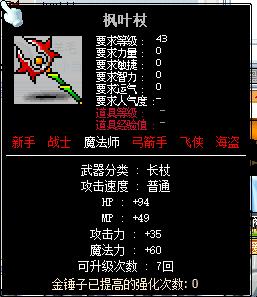 枫叶杖
要求等级 : 43
要求力量 : 0
要求敏捷 : 0
要求智力 : 0
要求运气 : 0
要求人气度 : -
道具等级 : -
道具经验值 : -
新手 战士 魔法师 弓箭手 飞侠 海盗
武器分类 : 长杖
攻击速度 : 普通
HP : +94
MP : +49
攻击力 : +35
魔法力 : +60
可升级次数 : 7回
金锤子已提高的强化次数: 0